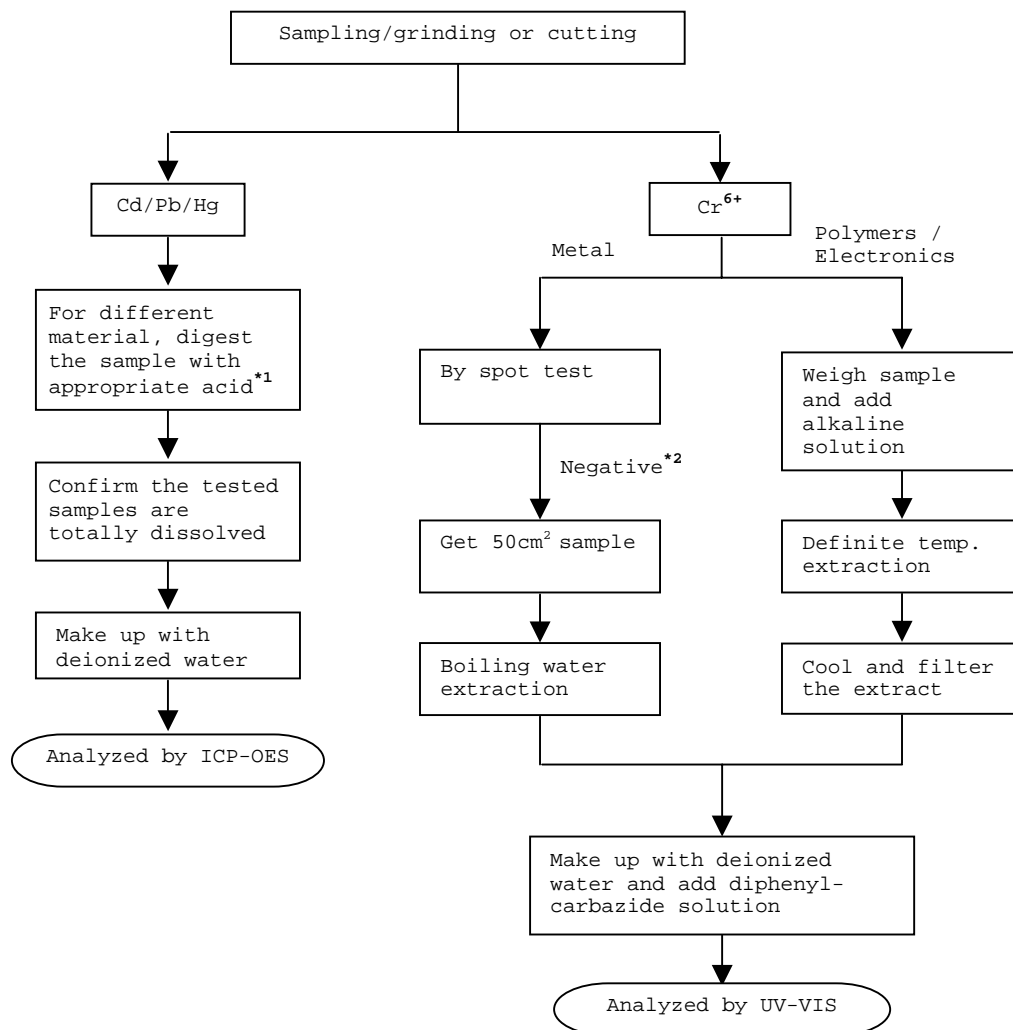 Sampling/grinding or cutting
Cd/Pb/Hg
For different
material, digest
the sample with
appropriate acid*1
Confirm the tested
samples are
totally dissolved
Make up with
deionized water
Analyzed by ICP-OES
Cr6+
Metal
By spot test
Negative*2
Get 50cm2 sample
Boiling water
extraction
Polymers /
Electronics
Weigh sample
and add
alkaline
solution
Definite temp.
extraction
Cool and filter
the extract
Make up with deionized
water and add diphenyl-
carbazide solution
Analyzed by UV-VIS